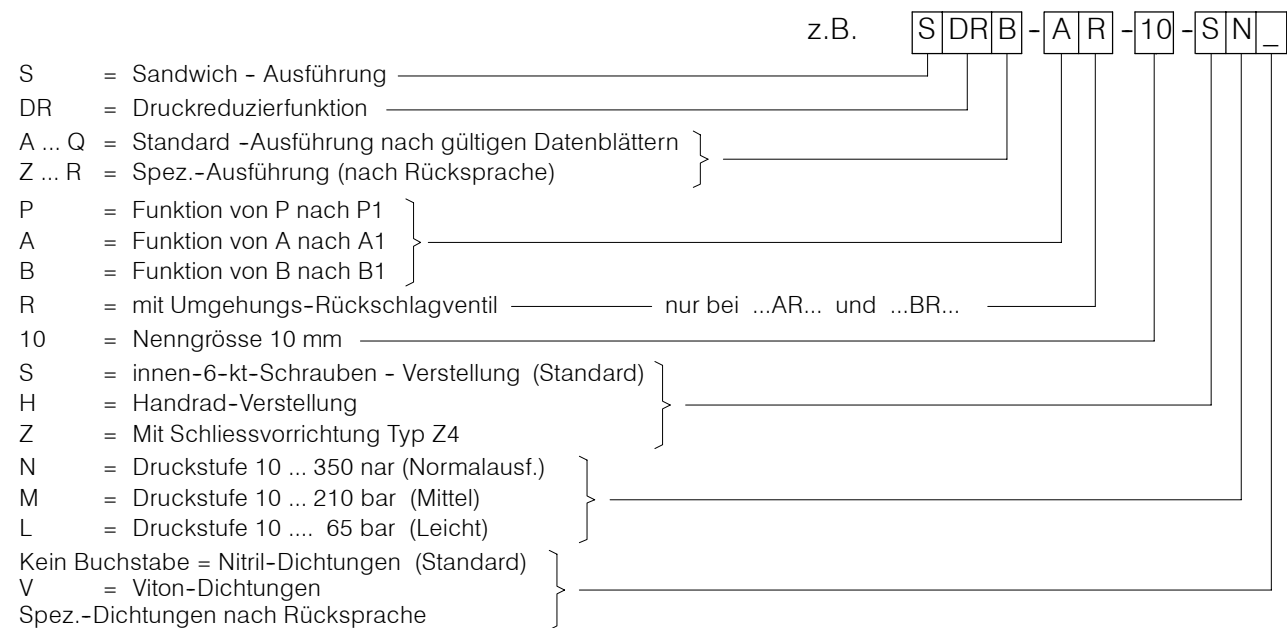 z.B. S DR B - A R - 10 - S N _
S = Sandwich - Ausführung
DR = Druckreduzierfunktion
A ... Q = Standard -Ausführung nach gültigen Datenblättern
Z ... R = Spez.-Ausführung (nach Rücksprache)
P = Funktion von P nach P1
A = Funktion von A nach A1
B = Funktion von B nach B1
R = mit Umgehungs-Rückschlagventil nur bei ...AR... und ...BR...
10 = Nenngrösse 10 mm
S = innen-6-kt-Schrauben - Verstellung (Standard)
H = Handrad-Verstellung
Z = Mit Schliessvorrichtung Typ Z4
N = Druckstufe 10 ... 350 nar (Normalausf.)
M = Druckstufe 10 ... 210 bar (Mittel)
L = Druckstufe 10 .... 65 bar (Leicht)
Kein Buchstabe = Nitril-Dichtungen (Standard)
V = Viton-Dichtungen
Spez.-Dichtungen nach Rücksprache